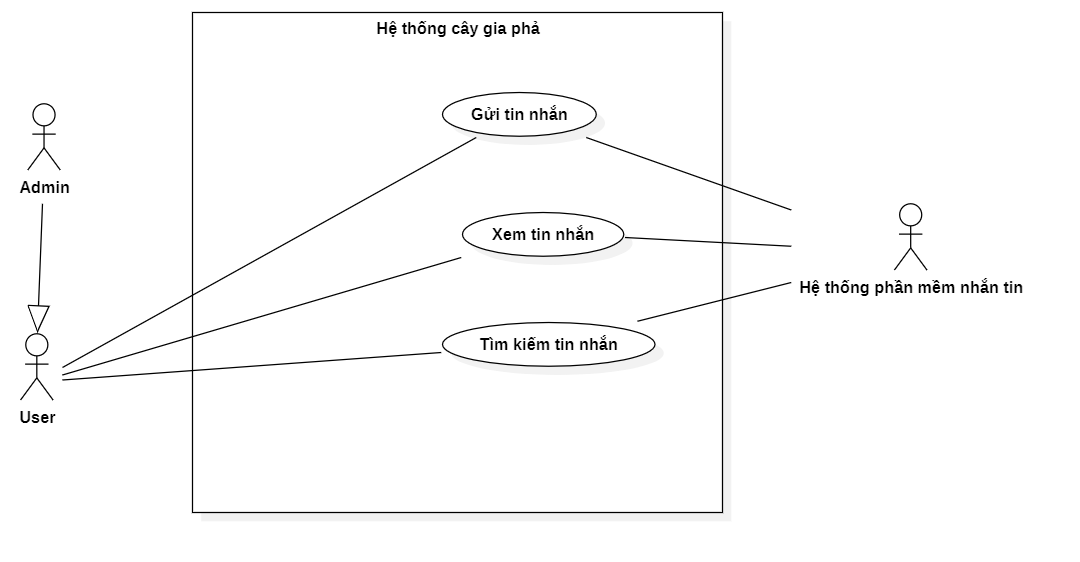 Hệ thống cây gia phả
Gửi tin nhắn
Admin
Xem tin nhắn
Hệ thống phần mềm nhắn tin
Tìm kiếm tin nhắn
User